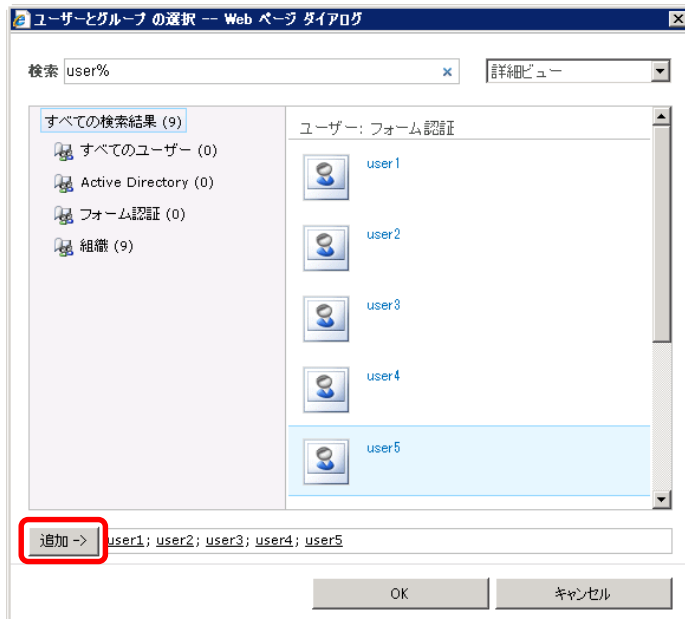 ユーザーとグループ の選択 -- Web ページ ダイアログ
検索 user% × 詳細ビュー
すべての検索結果 (9)
すべてのユーザー (0)
Active Directory (0)
フォーム認証 (0)
組織 (9)
ユーザー: フォーム認証
user1
user2
user3
user4
user5
追加 -> user1; user2; user3; user4; user5
OK キャンセル